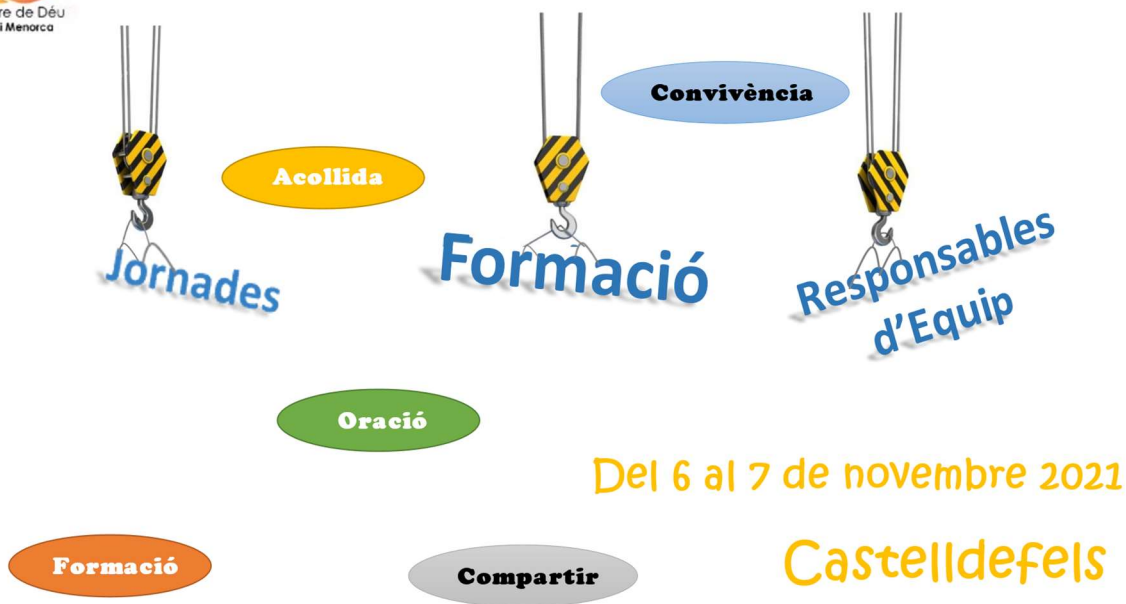 re de Déu
i Menorca
Convivència
Acollida
Jornades
Formació
Responsables
d'Equip
Oració
Del 6 al 7 de novembre 2021
Castelldefels
Formació
Compartir